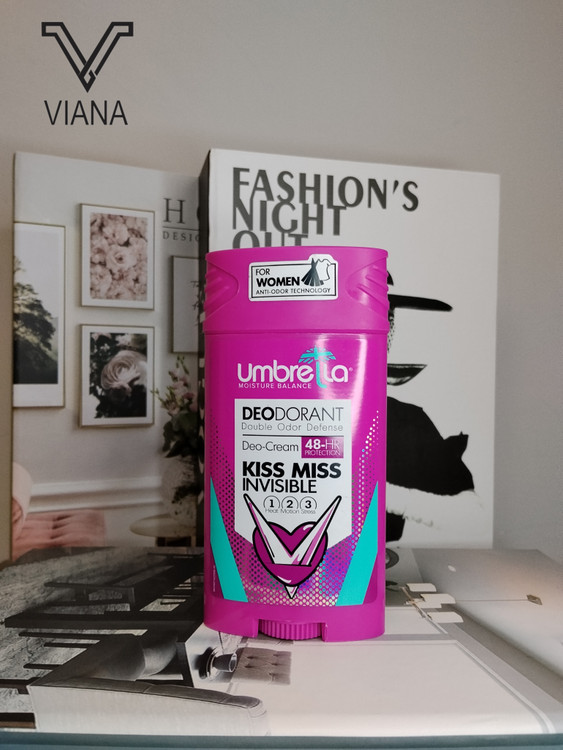 VIANA
FASHION'S
NIGHT
OUT
H
DESIG
FOR
WOMEN
ANTI-ODOR TECHNOLOGY
umbrella
MOISTURE BALANCE
DEODORANT
Double Odor Defense
Deo-Cream 48-HR
PROTECTION
KISS MISS
INVISIBLE
1 2 3
Heat Motion Stress